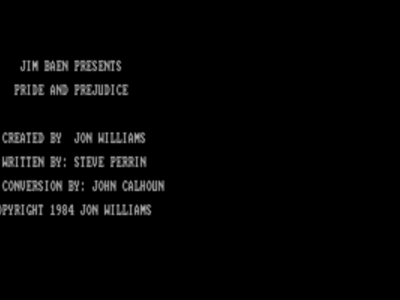 JIM BAEN PRESENTS
PRIDE AND PREJUDICE
CREATED BY JON WILLIAMS
WRITTEN BY: STEVE PERRIN
CONVERSION BY: JOHN CALHOUN
OPYRIGHT 1984 JON WILLIAMS